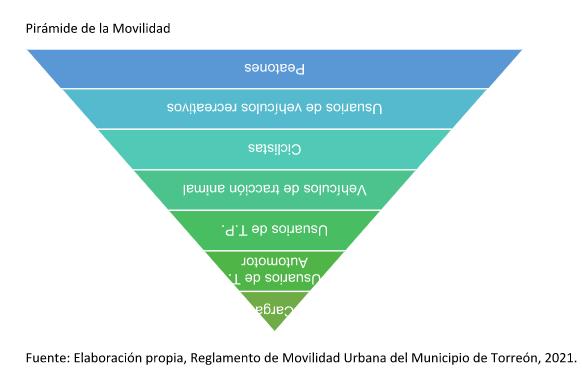 Pirámide de la Movilidad
Peatones
Usuarios de vehículos recreativos
Ciclistas
Vehículos de tracción animal
Usuarios de T.P.
Usuarios de T.
Automotor
Carga
Fuente: Elaboración propia, Reglamento de Movilidad Urbana del Municipio de Torreón, 2021.